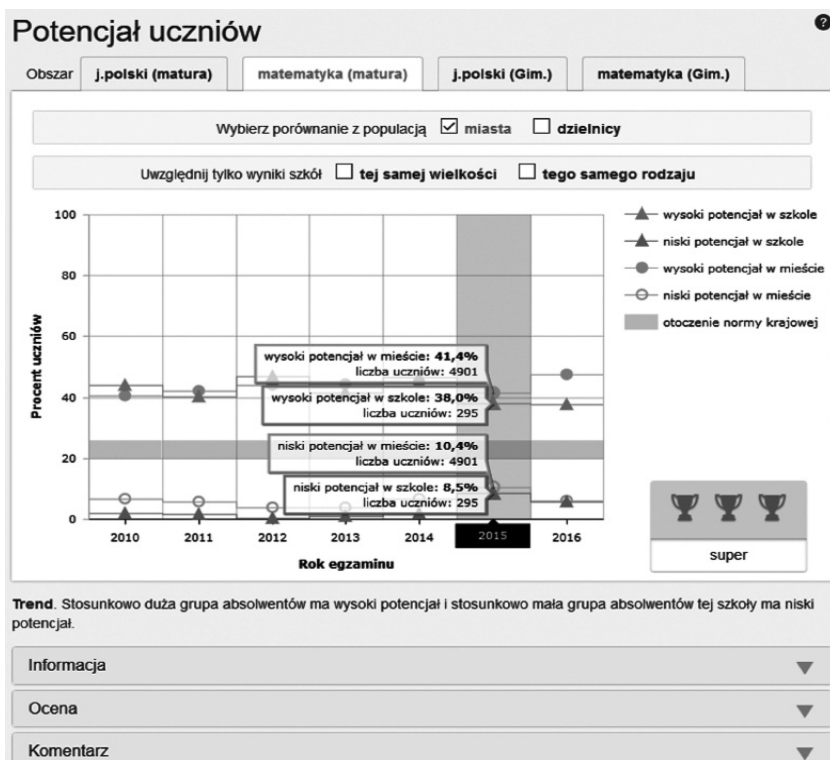 Potencjał uczniów
?
Obszar j.polski (matura) matematyka (matura) j.polski (Gim.) matematyka (Gim.)
Wybierz porównanie z populacją miasta dzielnicy
Uwzględnij tylko wyniki szkół tej samej wielkości tego samego rodzaju
100
80
60
40
20
0
Procent uczniów
wysoki potencjał w mieście: 41,4%
liczba uczniów: 4901
wysoki potencjał w szkole: 38,0%
liczba uczniów: 295
niski potencjał w mieście: 10,4%
liczba uczniów: 4901
niski potencjał w szkole: 8,5%
liczba uczniów: 295
2010 2011 2012 2013 2014 2015 2016
Rok egzaminu
wysoki potencjał w szkole
niski potencjał w szkole
wysoki potencjał w mieście
niski potencjał w mieście
otoczenie normy krajowej
super
Trend. Stosunkowo duża grupa absolwentów ma wysoki potencjał i stosunkowo mała grupa absolwentów tej szkoły ma niski
potencjał.
Informacja
Ocena
Komentarz